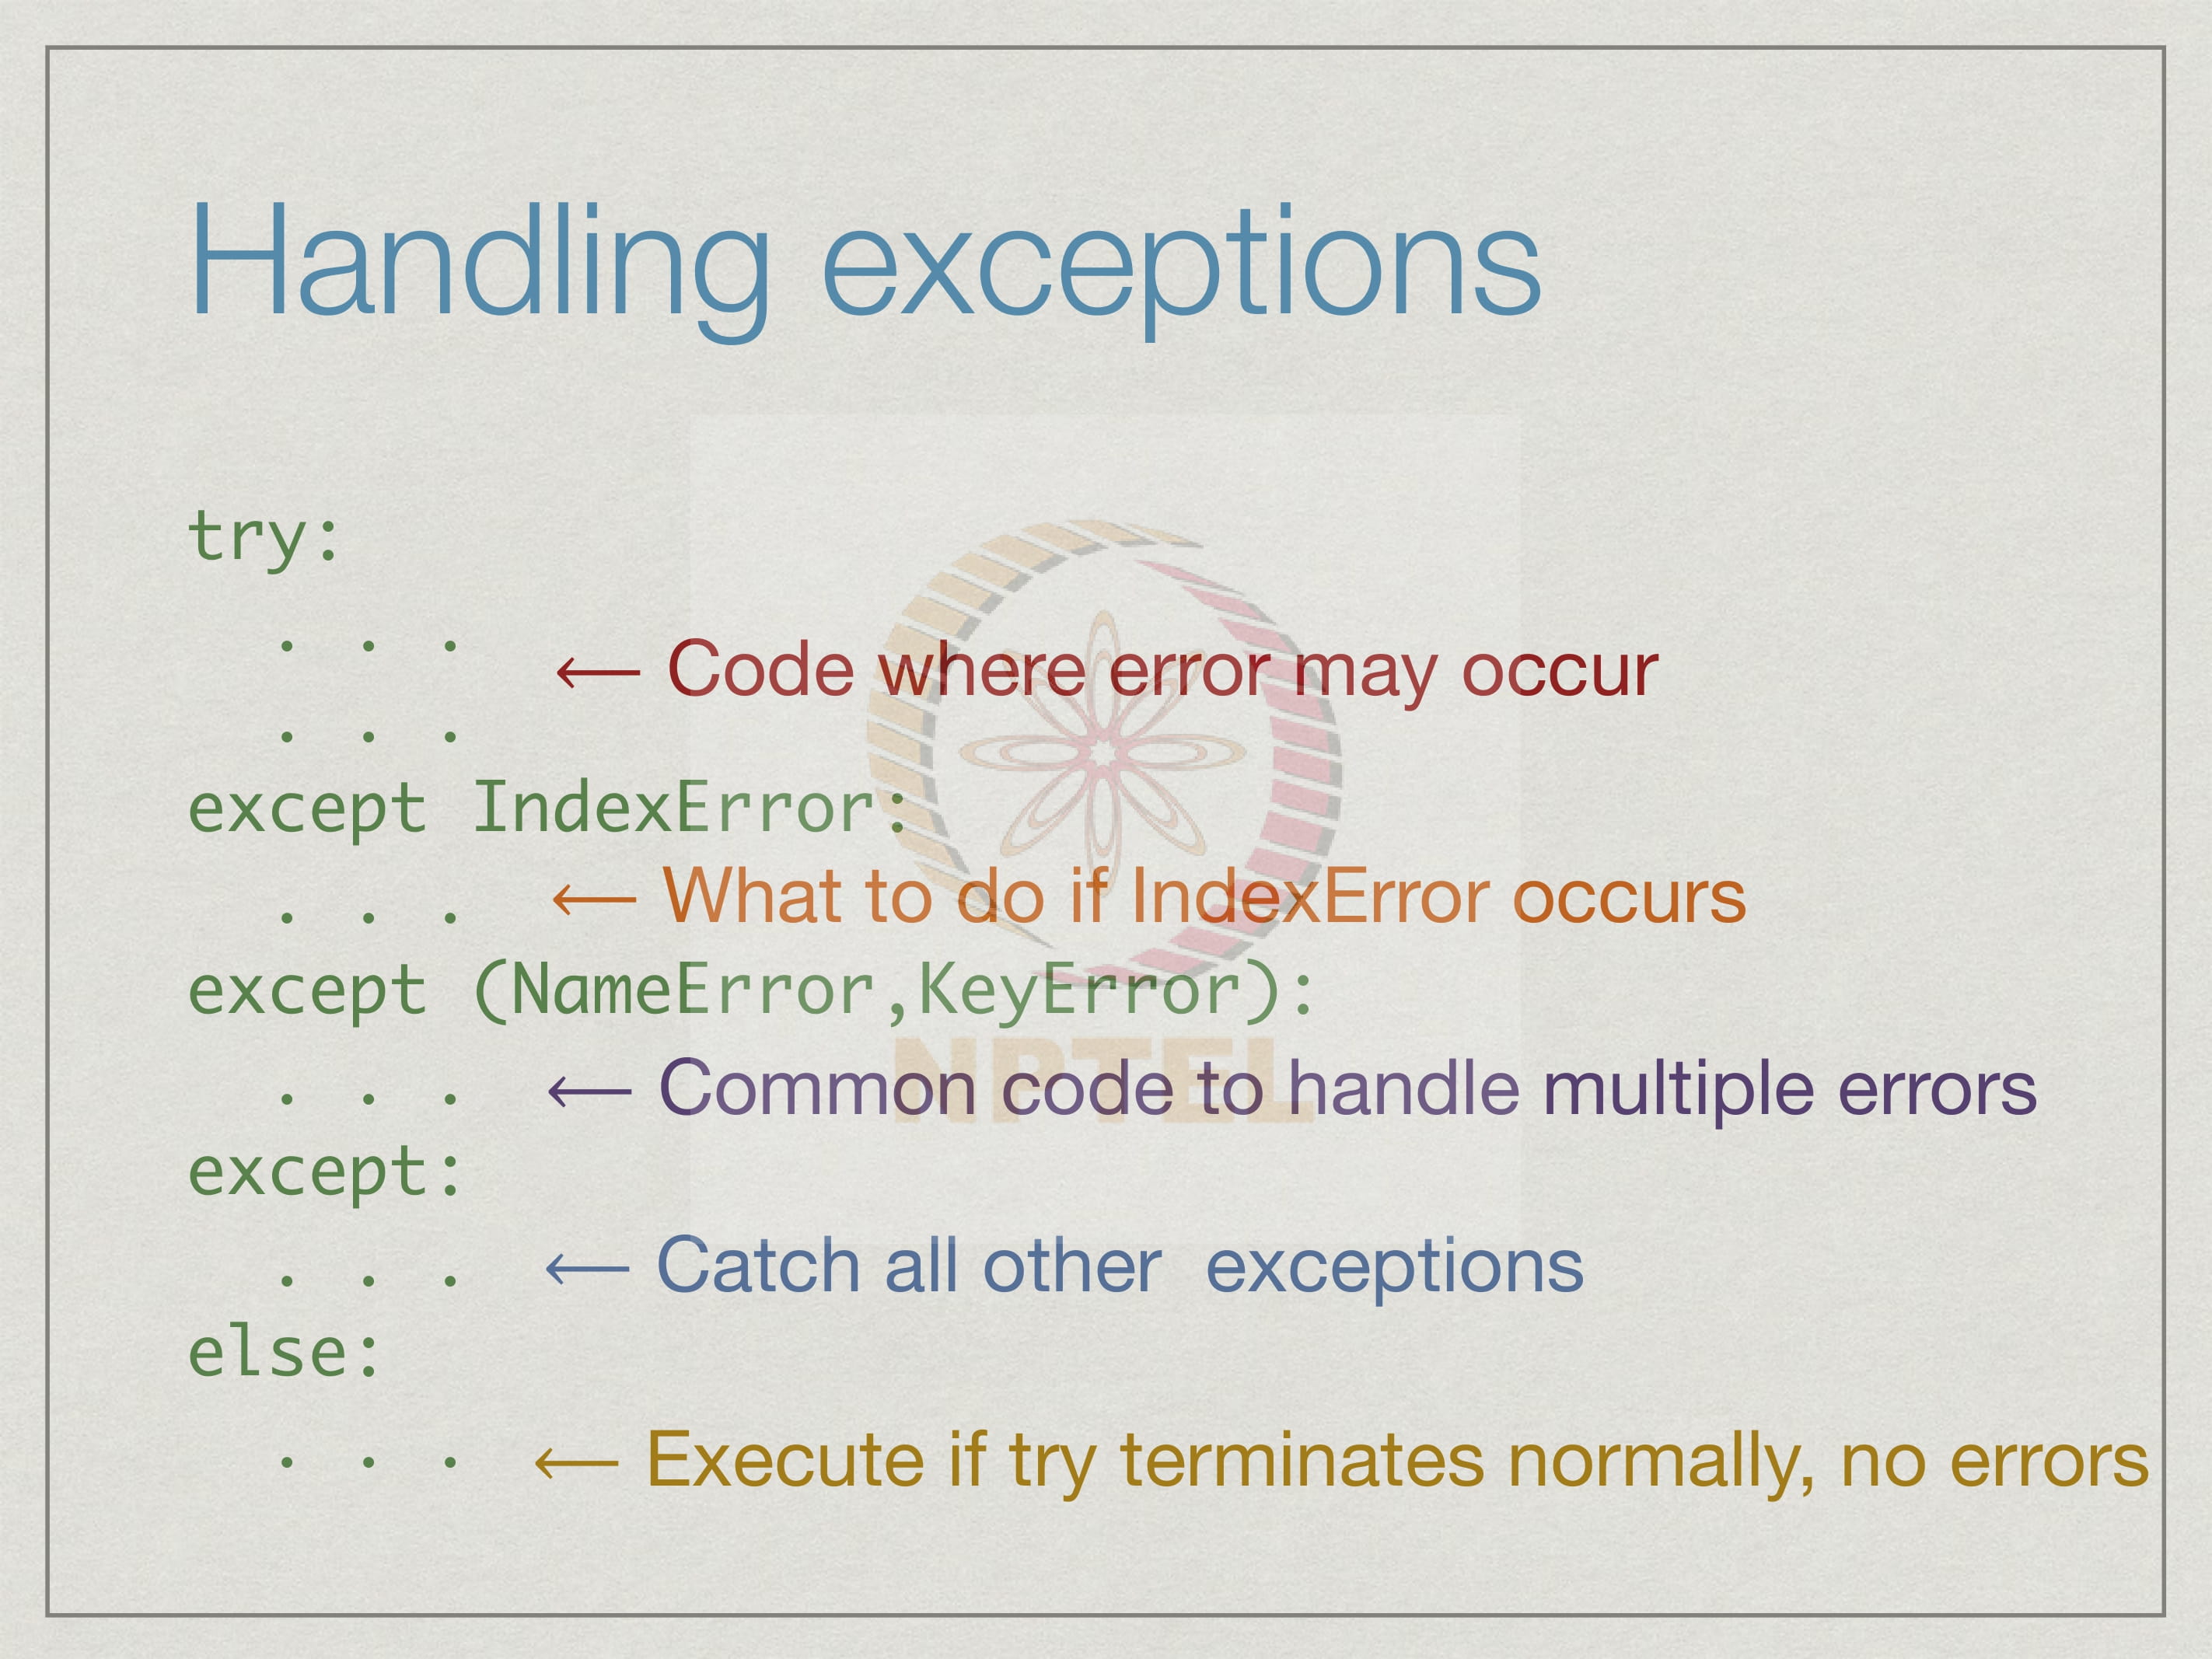 Handling exceptions
try:
. . .
← Code where error may occur
. . .
except IndexError:
. . . ← What to do if IndexError occurs
except (NameError,KeyError):
NPTEL
. . . ← Common code to handle multiple errors
except:
. . . ← Catch all other exceptions
else:
. . . ← Execute if try terminates normally, no errors